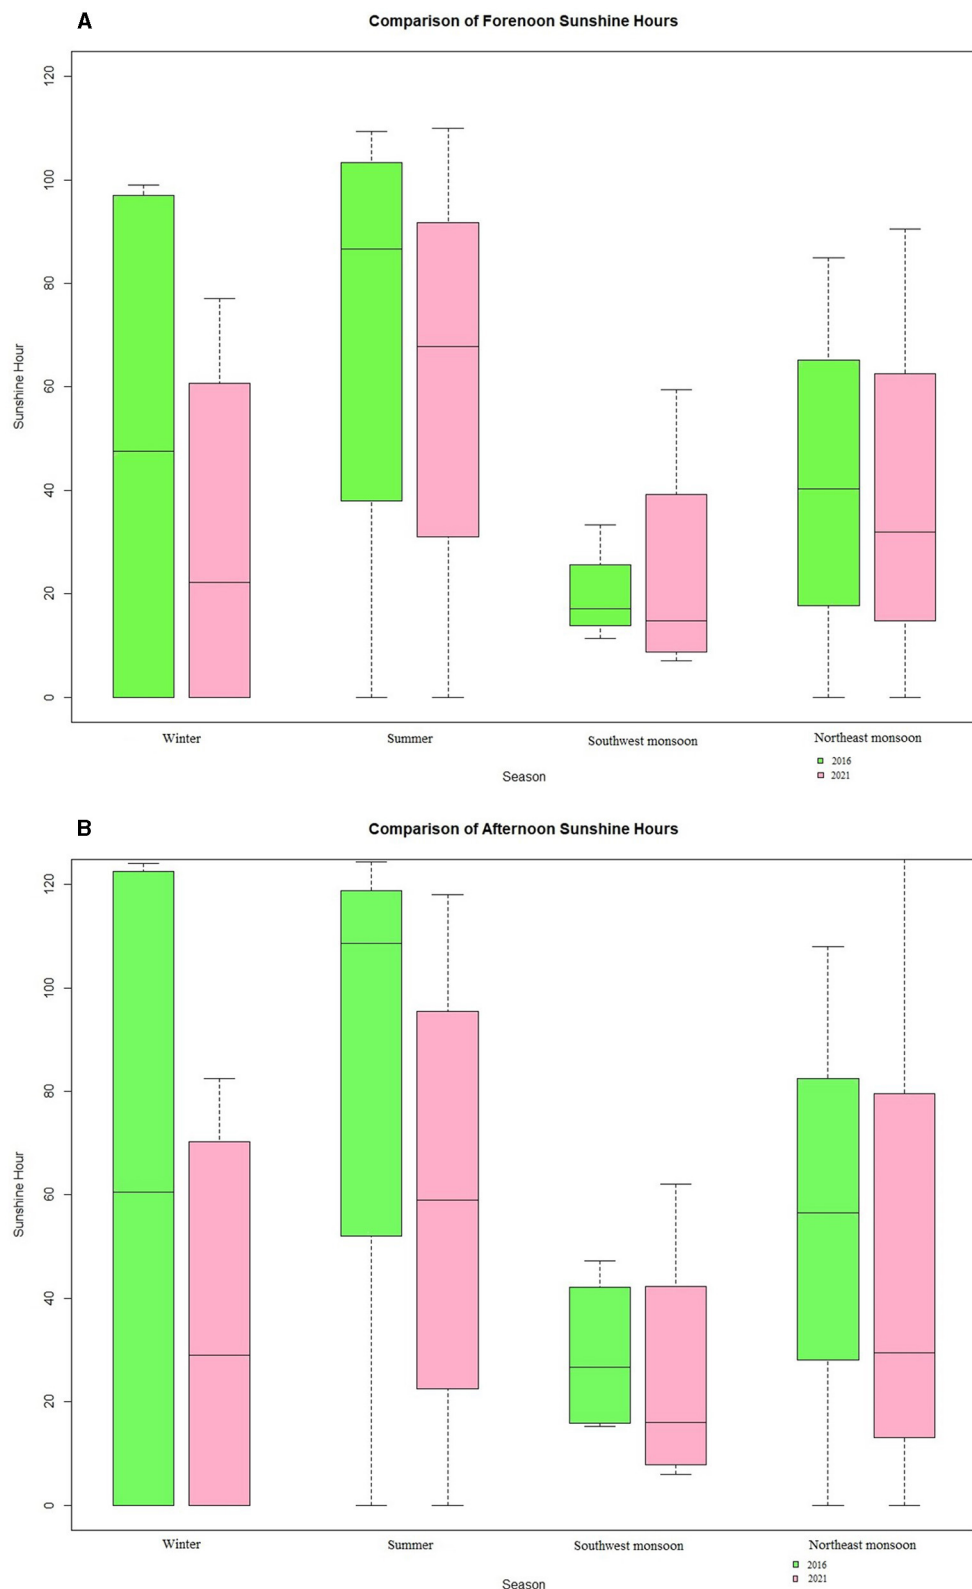 A
Comparison of Forenoon Sunshine Hours
120
100
80
60
40
20
0
Sunshine Hour
Winter
Summer
Southwest monsoon
Northeast monsoon
2016
2021
Season
B
Comparison of Afternoon Sunshine Hours
120
100
80
60
40
20
0
Sunshine Hour
Winter
Summer
Southwest monsoon
Northeast monsoon
2016
2021
Season